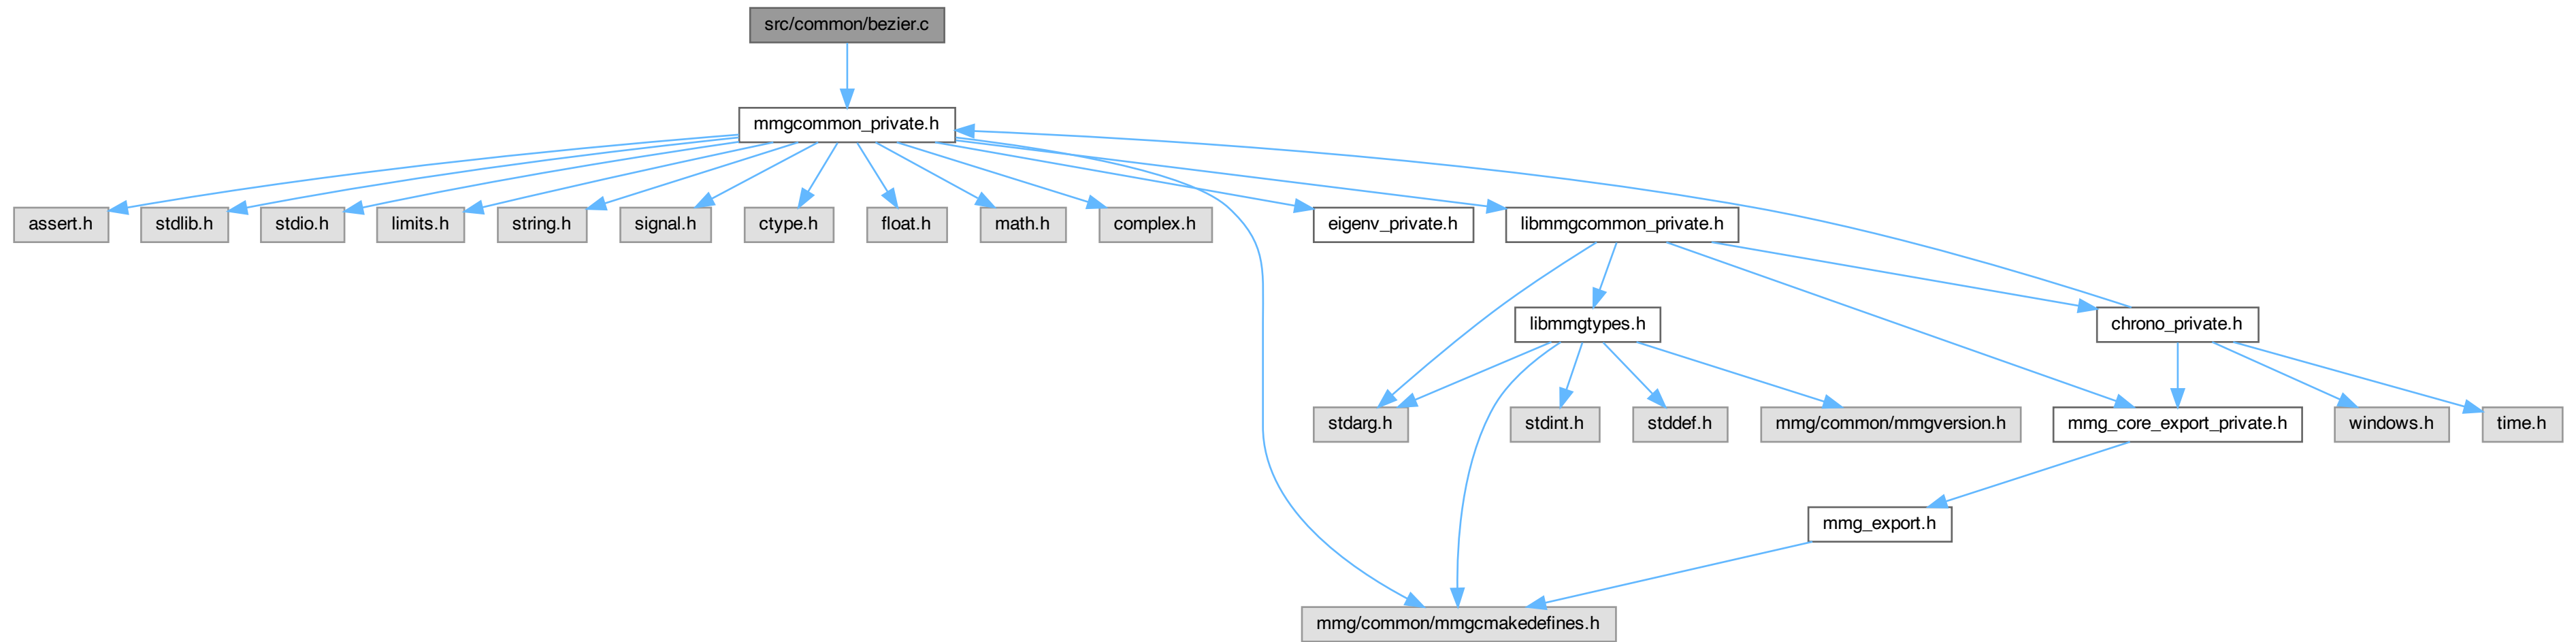 src/common/bezier.c
mmgcommon_private.h
assert.h
stdlib.h
stdio.h
limits.h
string.h
signal.h
ctype.h
float.h
math.h
complex.h
eigenv_private.h
libmmgcommon_private.h
libmmgtypes.h
chrono_private.h
stdarg.h
stdint.h
stddef.h
mmg/common/mmgversion.h
mmg_core_export_private.h
windows.h
time.h
mmg_export.h
mmg/common/mmgcmakedefines.h